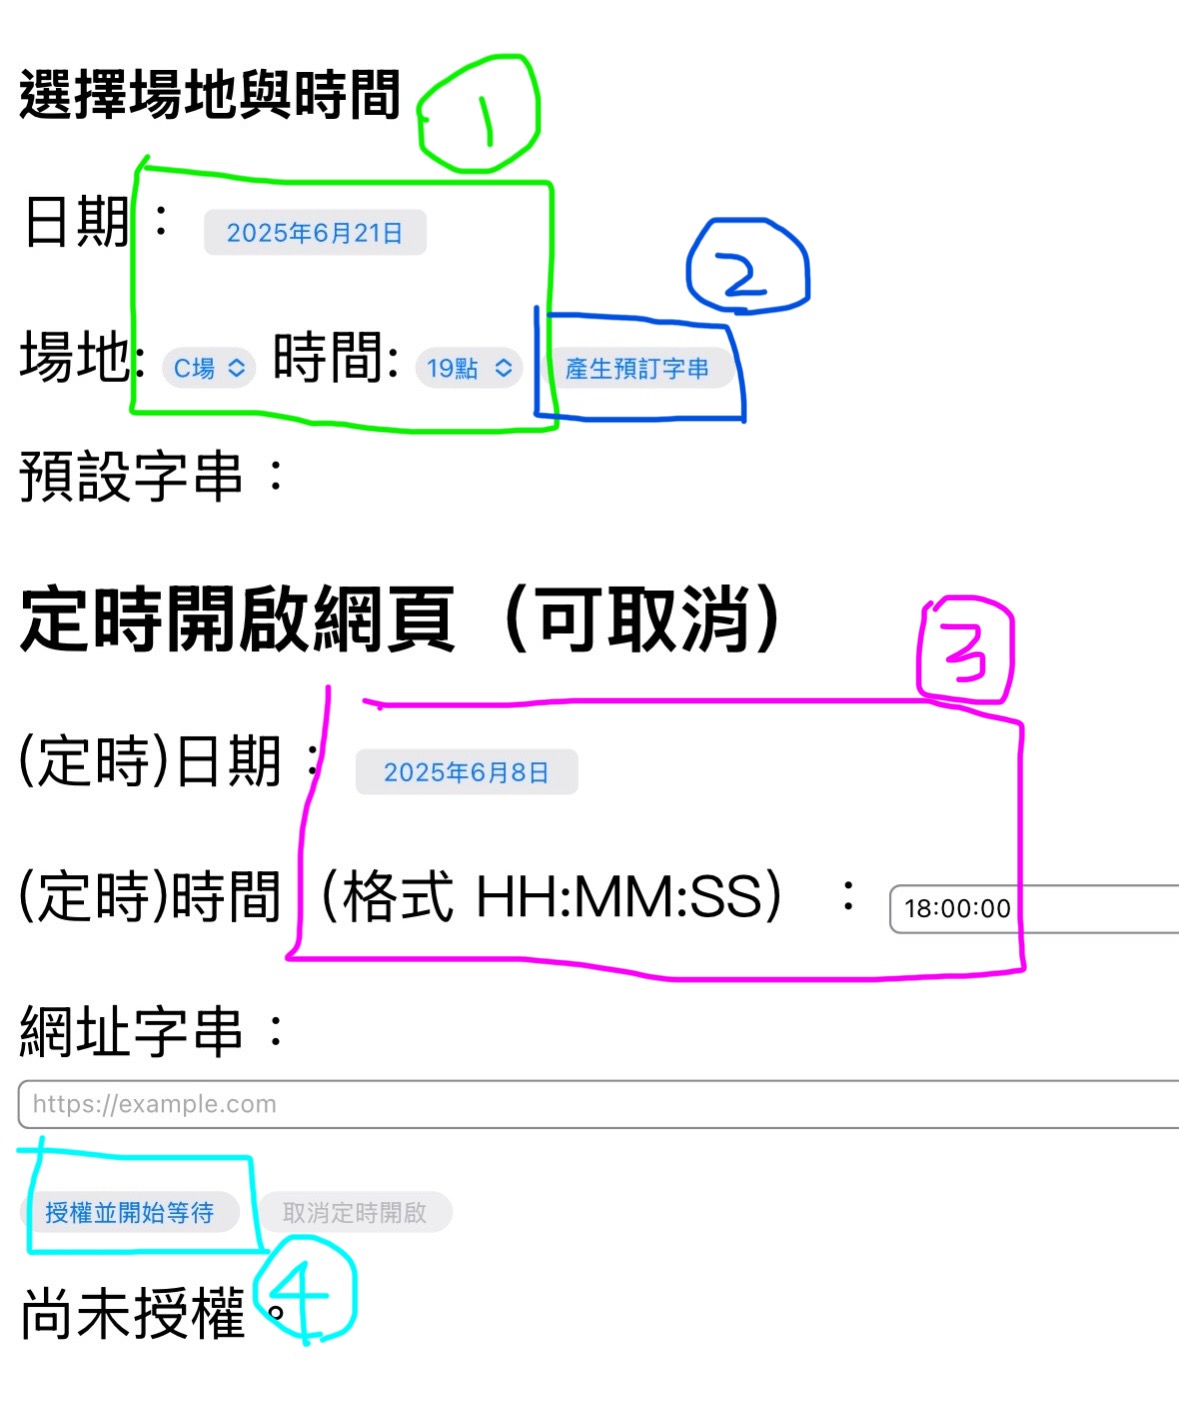 選擇場地與時間 1
日期： 2025年6月21日
2
場地: C場 時間: 19點 產生預訂字串
預設字串：
定時開啟網頁（可取消）
3
(定時)日期： 2025年6月8日
(定時)時間（格式 HH:MM:SS）： 18:00:00
網址字串：
https://example.com
授權並開始等待 取消定時開啟
尚未授權。 4